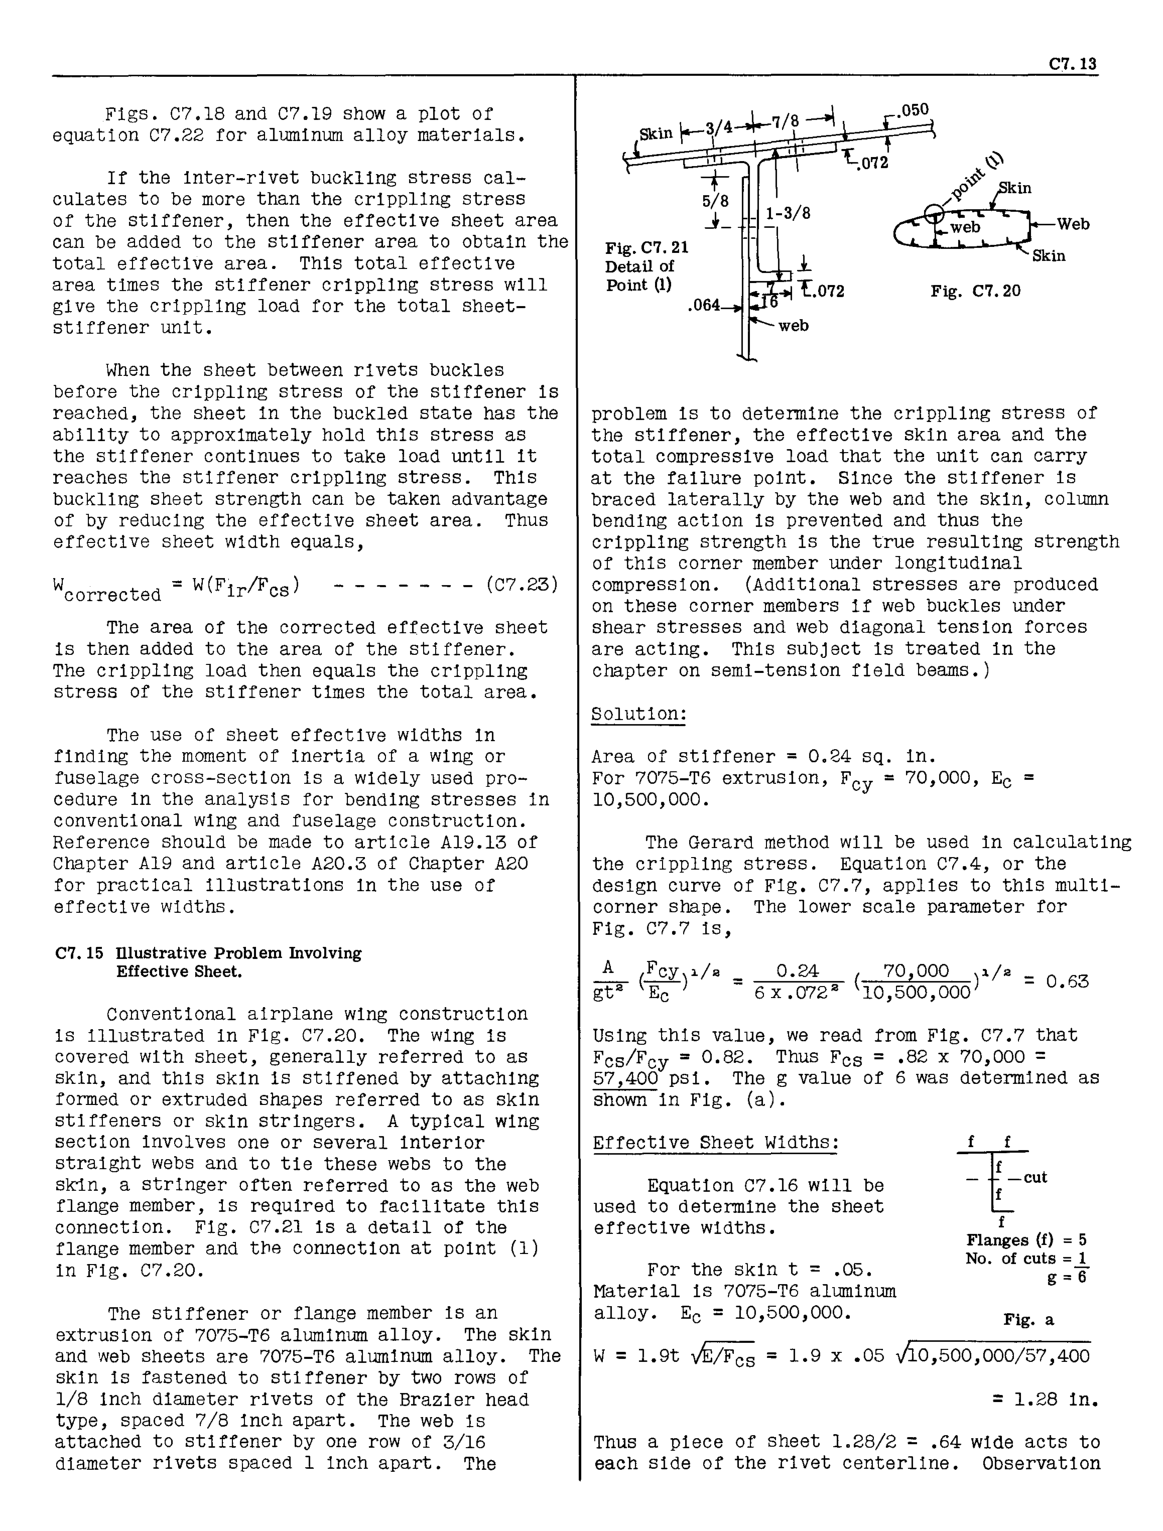 C7.13
Figs. C7.18 and C7.19 show a plot of
equation C7.22 for aluminum alloy materials.
If the inter-rivet buckling stress cal-
culates to be more than the crippling stress
of the stiffener, then the effective sheet area
can be added to the stiffener area to obtain the
total effective area. This total effective
area times the stiffener crippling stress will
give the crippling load for the total sheet-
stiffener unit.
When the sheet between rivets buckles
before the crippling stress of the stiffener is
reached, the sheet in the buckled state has the
ability to approximately hold this stress as
the stiffener continues to take load until it
reaches the stiffener crippling stress. This
buckling sheet strength can be taken advantage
of by reducing the effective sheet area. Thus
effective sheet width equals,
W corrected = W(Fir/Fcs) - - - - - - - (C7.23)
The area of the corrected effective sheet
is then added to the area of the stiffener.
The crippling load then equals the crippling
stress of the stiffener times the total area.
The use of sheet effective widths in
finding the moment of inertia of a wing or
fuselage cross-section is a widely used pro-
cedure in the analysis for bending stresses in
conventional wing and fuselage construction.
Reference should be made to article A19.13 of
Chapter A19 and article A20.3 of Chapter A20
for practical illustrations in the use of
effective widths.
C7.15 Illustrative Problem Involving
Effective Sheet.
Conventional airplane wing construction
is illustrated in Fig. C7.20. The wing is
covered with sheet, generally referred to as
skin, and this skin is stiffened by attaching
formed or extruded shapes referred to as skin
stiffeners or skin stringers. A typical wing
section involves one or several interior
straight webs and to tie these webs to the
skin, a stringer often referred to as the web
flange member, is required to facilitate this
connection. Fig. C7.21 is a detail of the
flange member and the connection at point (1)
in Fig. C7.20.
The stiffener or flange member is an
extrusion of 7075-T6 aluminum alloy. The skin
and web sheets are 7075-T6 aluminum alloy. The
skin is fastened to stiffener by two rows of
1/8 inch diameter rivets of the Brazier head
type, spaced 7/8 inch apart. The web is
attached to stiffener by one row of 3/16
diameter rivets spaced 1 inch apart. The
Skin
3/4
7/8
.050
.072
5/8
1-3/8
Fig. C7.21
Detail of
Point (1)
7/16
.072
.064
web
point (1)
Skin
web
Web
Skin
Fig. C7.20
problem is to determine the crippling stress of
the stiffener, the effective skin area and the
total compressive load that the unit can carry
at the failure point. Since the stiffener is
braced laterally by the web and the skin, column
bending action is prevented and thus the
crippling strength is the true resulting strength
of this corner member under longitudinal
compression. (Additional stresses are produced
on these corner members if web buckles under
shear stresses and web diagonal tension forces
are acting. This subject is treated in the
chapter on semi-tension field beams.)
Solution:
Area of stiffener = 0.24 sq. in.
For 7075-T6 extrusion, Fcy = 70,000, Ec =
10,500,000.
The Gerard method will be used in calculating
the crippling stress. Equation C7.4, or the
design curve of Fig. C7.7, applies to this multi-
corner shape. The lower scale parameter for
Fig. C7.7 is,
A/gt² (Fcy/Ec)^1/2 = 0.24/6 x .072² (70,000/10,500,000)^1/2 = 0.63
Using this value, we read from Fig. C7.7 that
Fcs/Fcy = 0.82. Thus Fcs = .82 x 70,000 =
57,400 psi. The g value of 6 was determined as
shown in Fig. (a).
Effective Sheet Widths:
Equation C7.16 will be
used to determine the sheet
effective widths.
For the skin t = .05.
Material is 7075-T6 aluminum
alloy. Ec = 10,500,000.
f f
f
cut
f
f
Flanges (f) = 5
No. of cuts = 1
g = 6
Fig. a
W = 1.9t √E/Fcs = 1.9 x .05 √10,500,000/57,400
= 1.28 in.
Thus a piece of sheet 1.28/2 = .64 wide acts to
each side of the rivet centerline. Observation